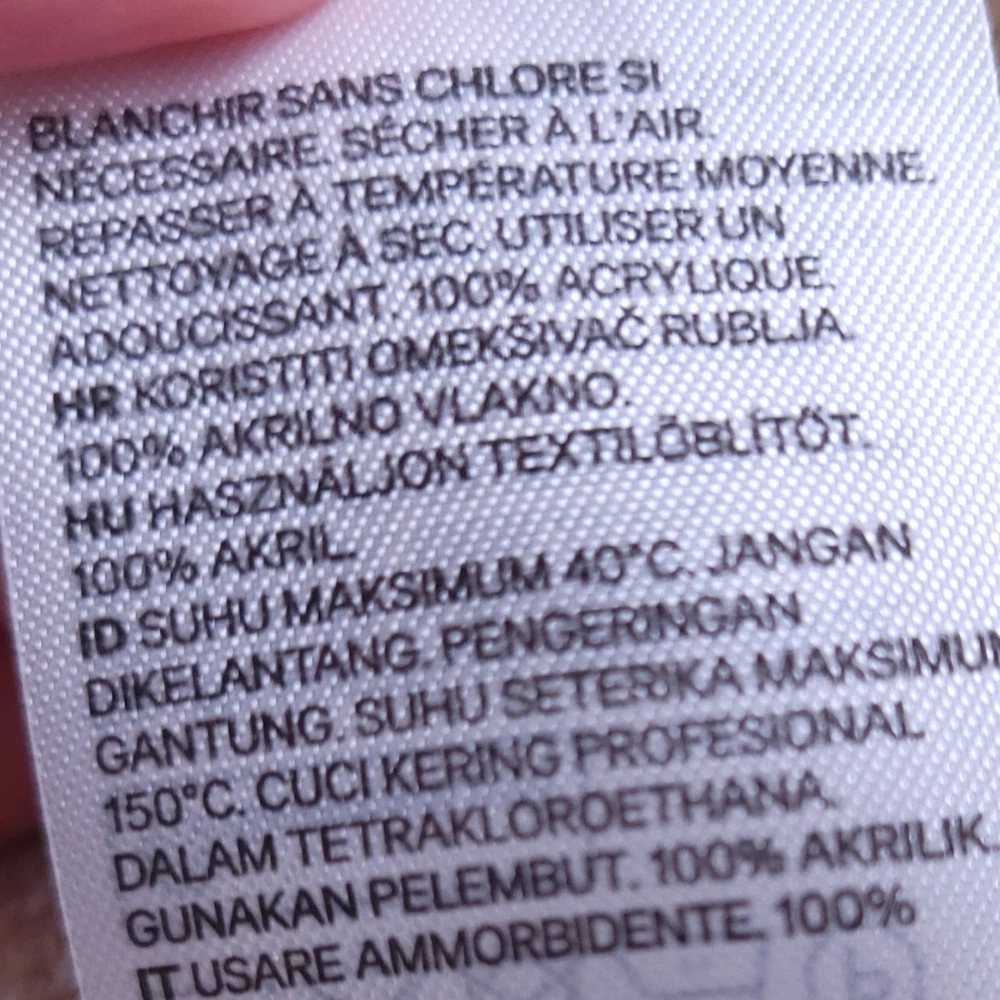 BLANCHIR SANS CHLORE SI
NÉCESSAIRE. SÉCHER À L'AIR.
REPASSER À TEMPÉRATURE MOYENNE.
NETTOYAGE À SEC. UTILISER UN
ADOUCISSANT. 100% ACRYLIQUE.
HR KORISTITI OMEKŠIVAČ RUBLJA.
100% AKRILNO VLAKNO.
HU HASZNÁLJON TEXTILÖBLÍTŐT.
100% AKRIL.
ID SUHU MAKSIMUM 40°C. JANGAN
DIKELANTANG. PENGERINGAN
GANTUNG. SUHU SETERIKA MAKSIMUM
150°C. CUCI KERING PROFESIONAL
DALAM TETRAKLOROETHANA.
GUNAKAN PELEMBUT. 100% AKRILIK.
IT USARE AMMORBIDENTE. 100%